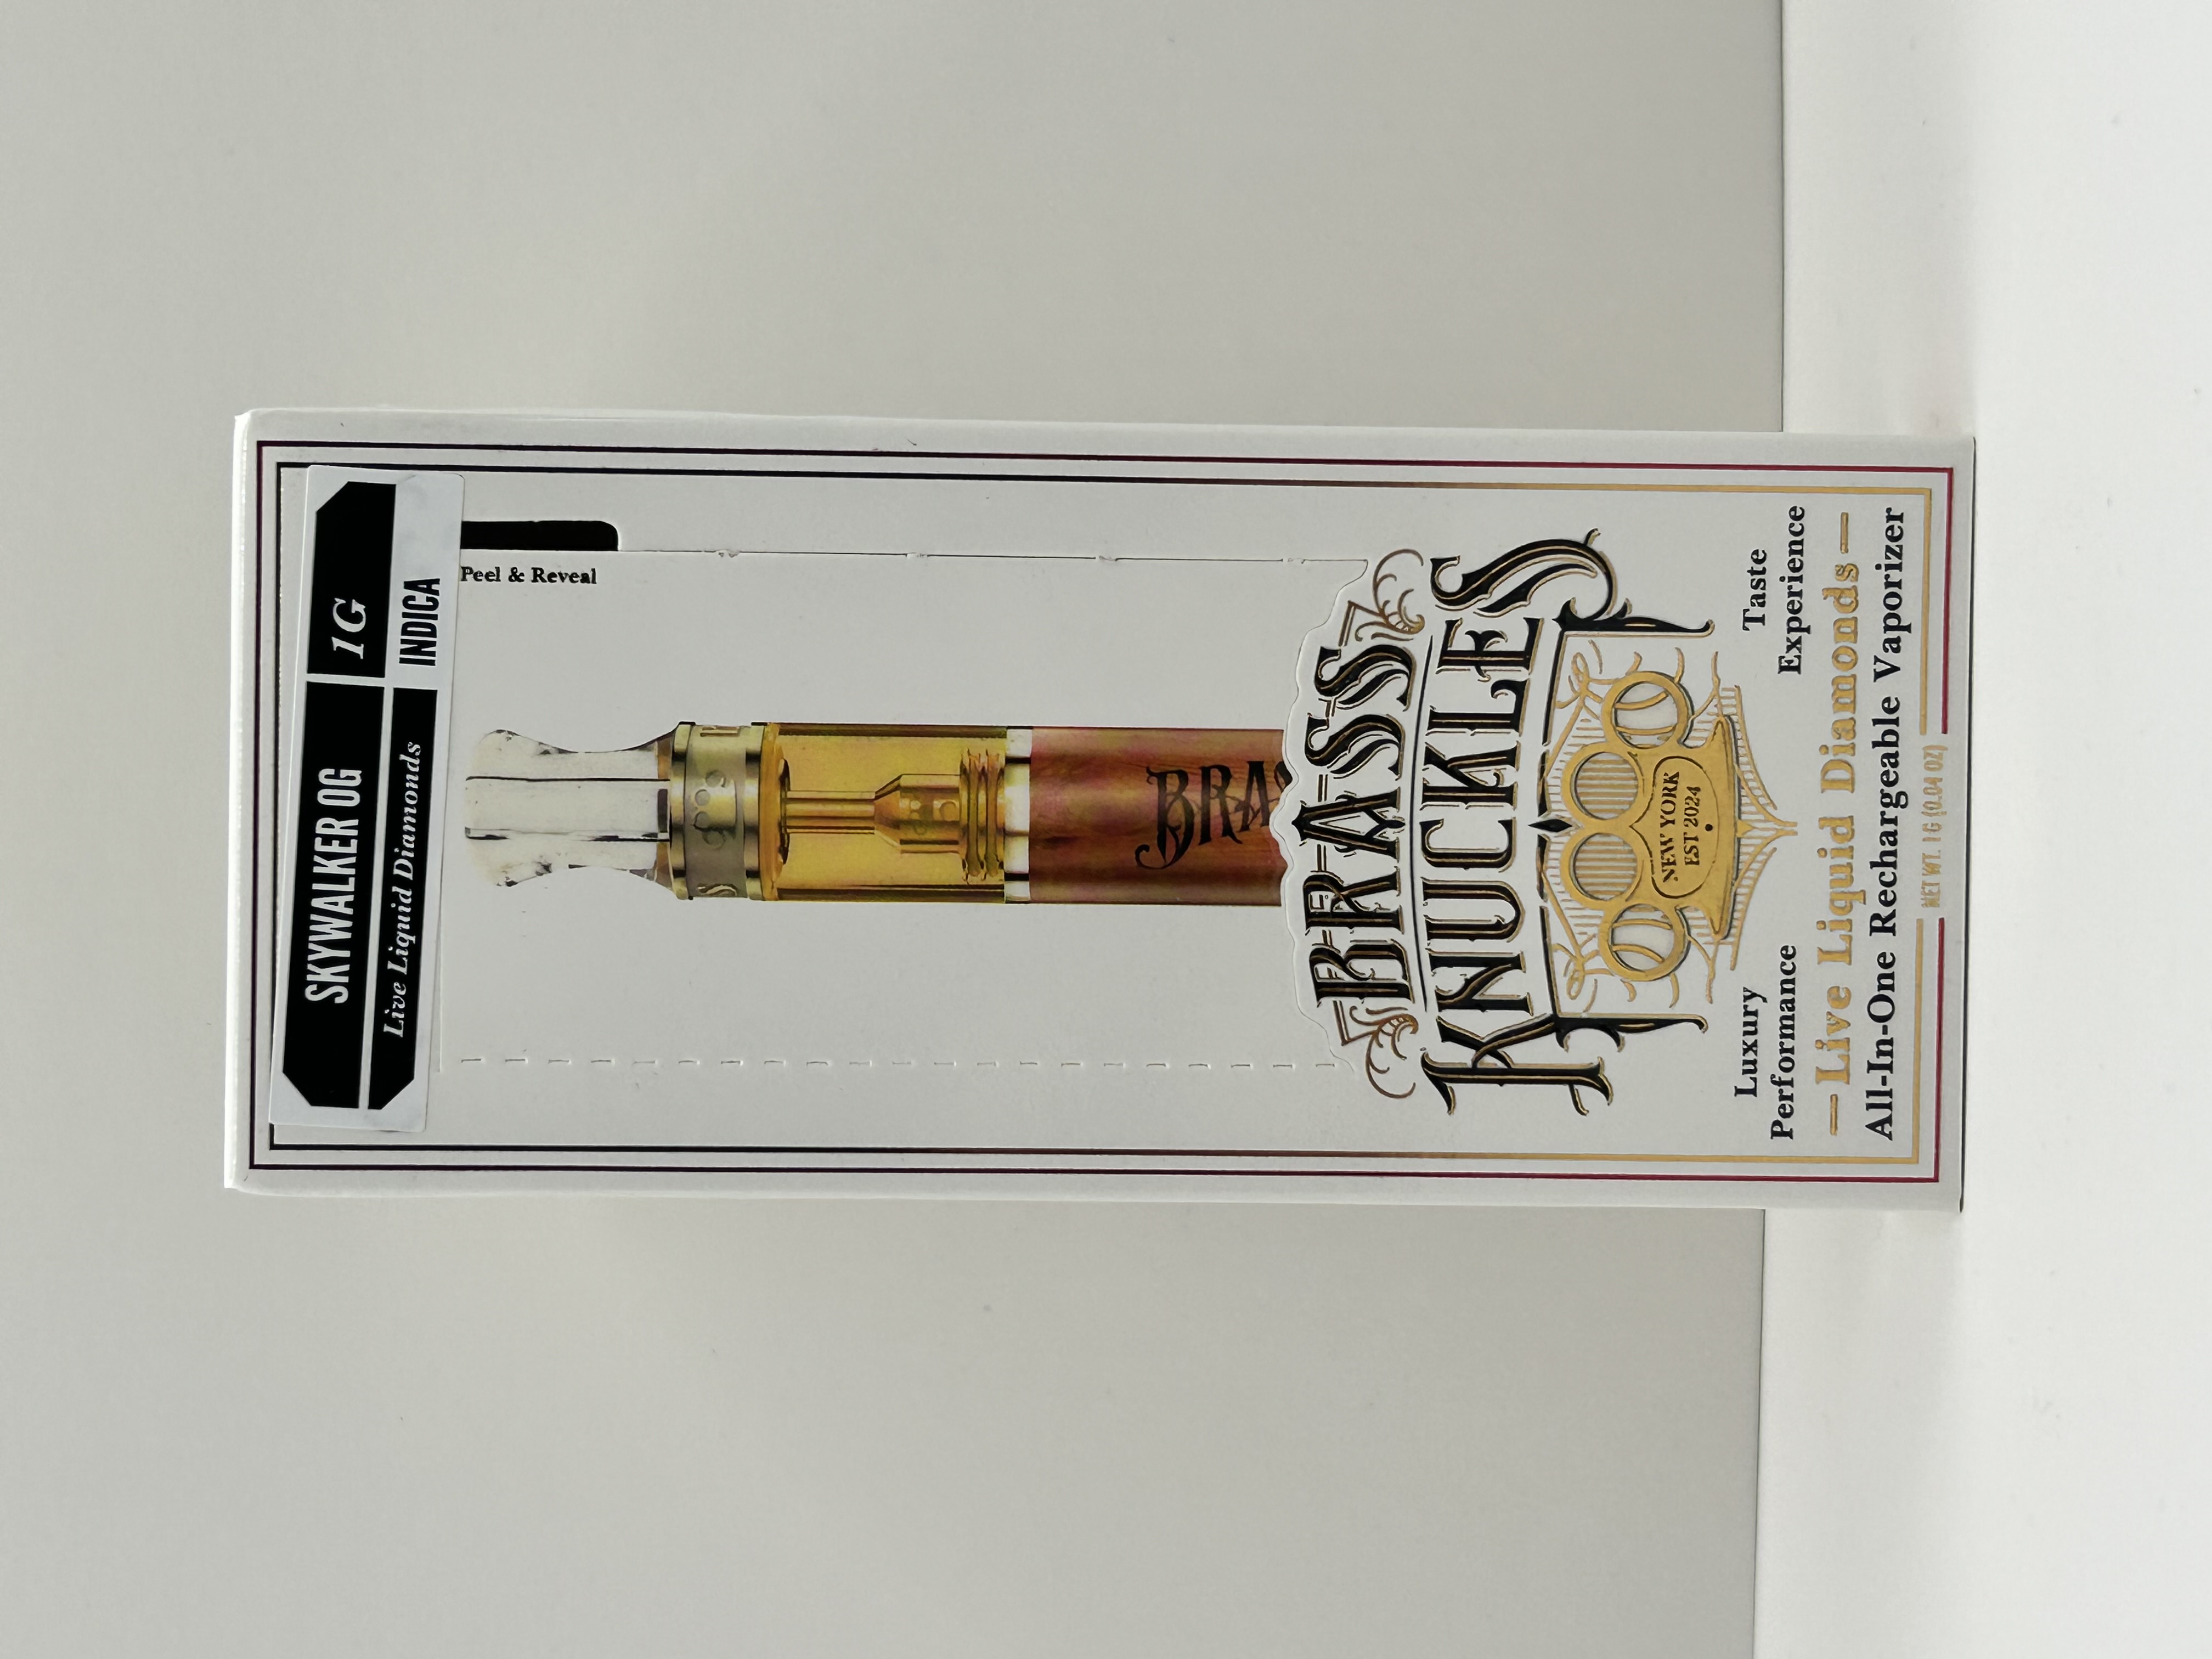 SKYWALKER OG 1G
Live Liquid Diamonds INDICA
Peel & Reveal
BRAS
BRASS
KNUCKLES
NEW YORK
EST 2024
Luxury
Performance
Taste
Experience
Live Liquid Diamonds
All-In-One Rechargeable Vaporizer
NET WT. 1 G (0.04 OZ)